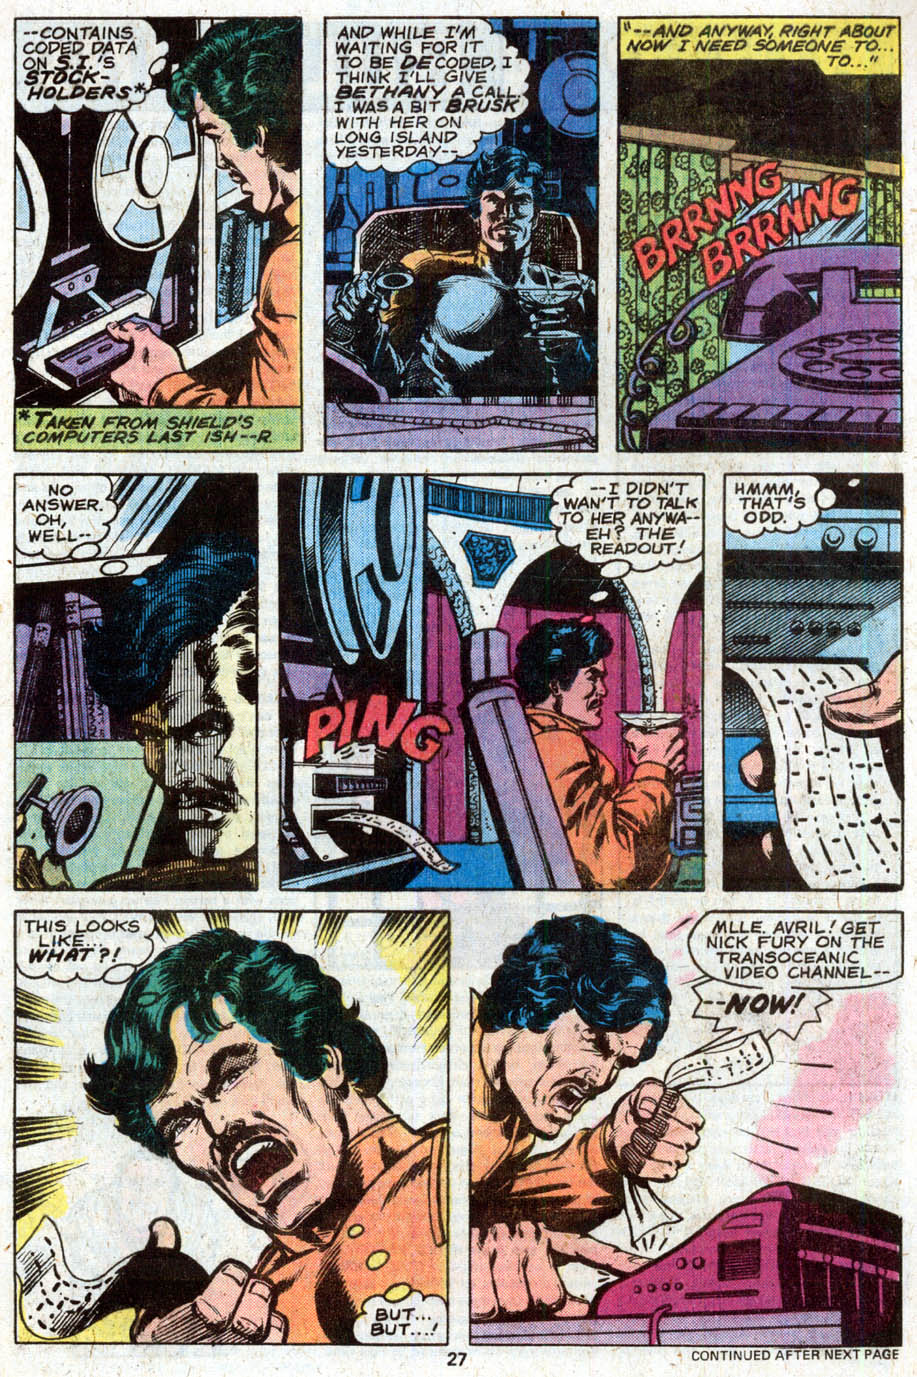 --CONTAINS
CODED DATA
ON S.I.'S
STOCK-
HOLDERS*
*TAKEN FROM SHIELD'S
COMPUTERS LAST ISH--R
AND WHILE I'M
WAITING FOR IT
TO BE DECODED, I
THINK I'LL GIVE
BETHANY A CALL.
I WAS A BIT BRUSK
WITH HER ON
LONG ISLAND
YESTERDAY--
"--AND ANYWAY, RIGHT ABOUT
NOW I NEED SOMEONE TO...
TO..."
BRRNNG
BRRNNG
NO
ANSWER.
OH,
WELL--
--I DIDN'T
WAN'T TO TALK
TO HER ANYWA--
EH? THE
READOUT!
PING
HMMM,
THAT'S
ODD.
THIS LOOKS
LIKE...
WHAT?!
BUT...
BUT...!
MLLE. AVRIL! GET
NICK FURY ON THE
TRANSOCEANIC
VIDEO CHANNEL--
--NOW!
27
CONTINUED AFTER NEXT PAGE